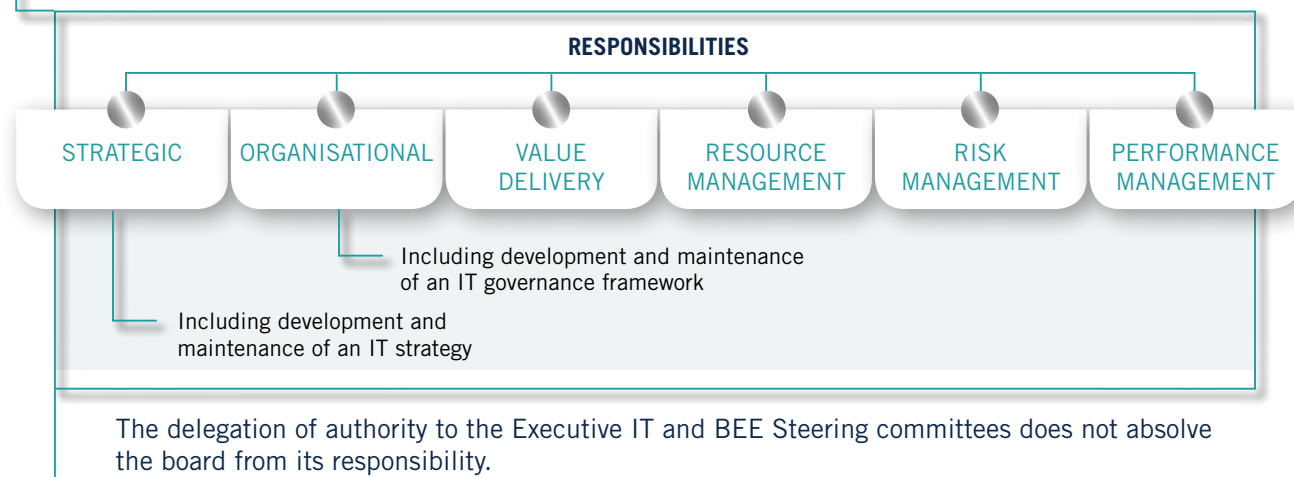 RESPONSIBILITIES
STRATEGIC
ORGANISATIONAL
VALUE
DELIVERY
RESOURCE
MANAGEMENT
RISK
MANAGEMENT
PERFORMANCE
MANAGEMENT
Including development and maintenance
of an IT governance framework
Including development and
maintenance of an IT strategy
The delegation of authority to the Executive IT and BEE Steering committees does not absolve
the board from its responsibility.